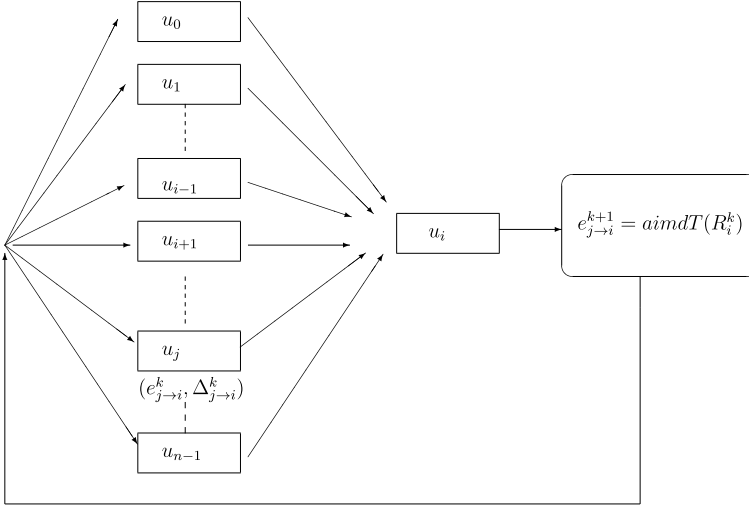 u_0
u_1
u_{i−1}
u_{i+1}
u_j
(e^k_{j→i}, Δ^k_{j→i})
u_{n−1}
u_i
e^{k+1}_{j→i} = aimdT(R^k_i)